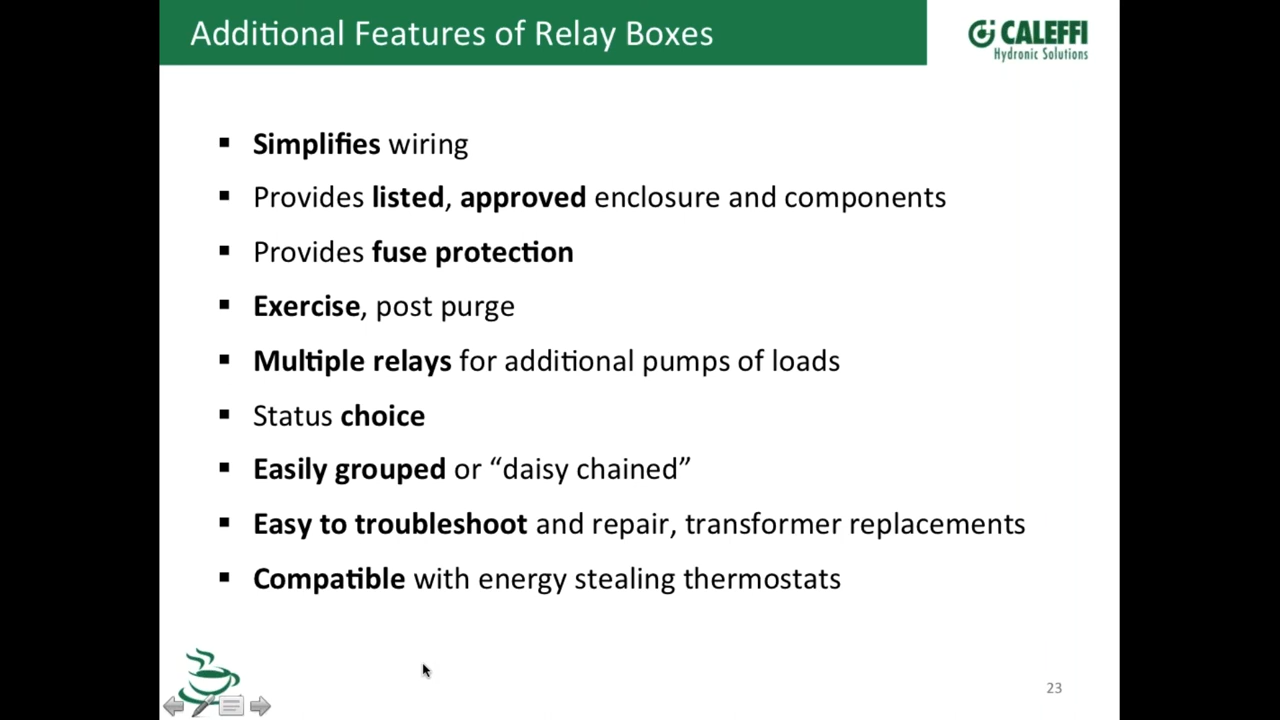 Additional Features of Relay Boxes
CALEFFI
Hydronic Solutions
▪ Simplifies wiring
▪ Provides listed, approved enclosure and components
▪ Provides fuse protection
▪ Exercise, post purge
▪ Multiple relays for additional pumps of loads
▪ Status choice
▪ Easily grouped or “daisy chained”
▪ Easy to troubleshoot and repair, transformer replacements
▪ Compatible with energy stealing thermostats
23